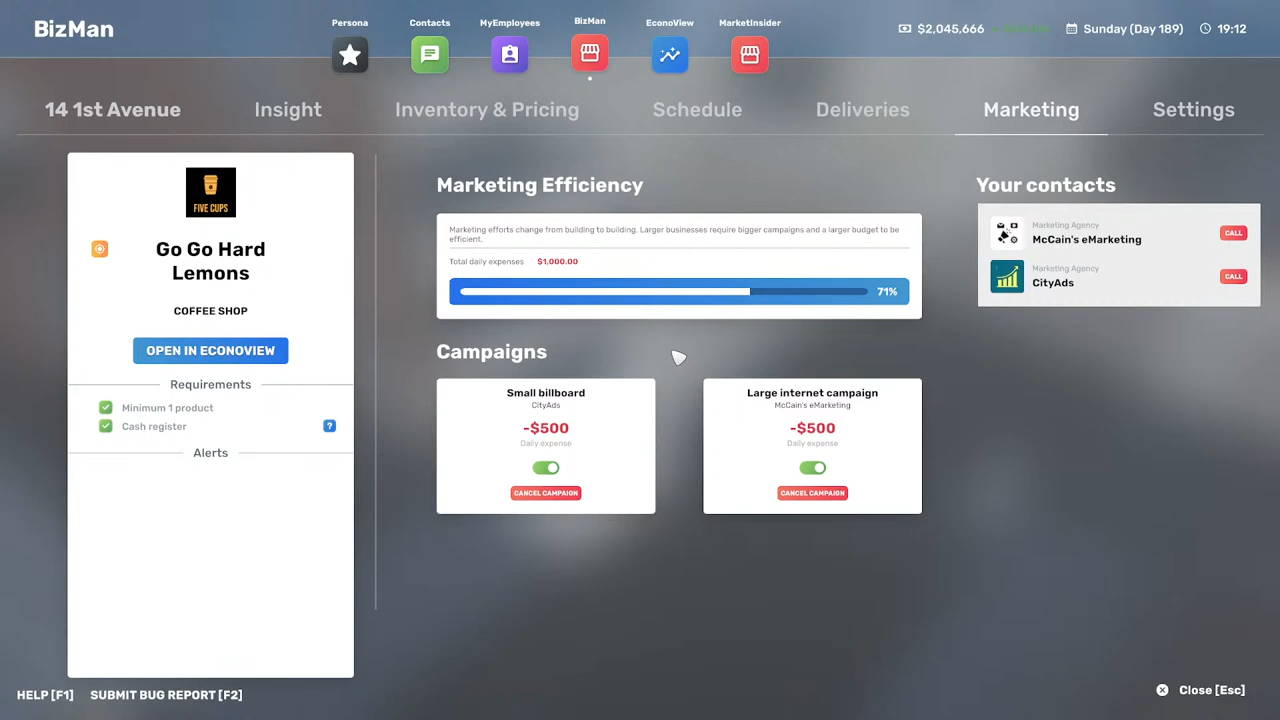 BizMan
Persona
Contacts
MyEmployees
BizMan
EconoView
MarketInsider
$2,045,666
Sunday (Day 189)
19:12
14 1st Avenue
Insight
Inventory & Pricing
Schedule
Deliveries
Marketing
Settings
FIVE CUPS
Go Go Hard
Lemons
COFFEE SHOP
OPEN IN ECONOVIEW
Requirements
Minimum 1 product
Cash register
?
Alerts
Marketing Efficiency
Marketing efforts change from building to building. Larger businesses require bigger campaigns and a larger budget to be
efficient.
Total daily expenses $1,000.00
71%
Campaigns
Small billboard
CityAds
-$500
Daily expense
CANCEL CAMPAIGN
Large internet campaign
McCain's eMarketing
-$500
Daily expense
CANCEL CAMPAIGN
Your contacts
Marketing Agency
McCain's eMarketing
CALL
Marketing Agency
CityAds
CALL
HELP [F1]
SUBMIT BUG REPORT [F2]
Close [Esc]